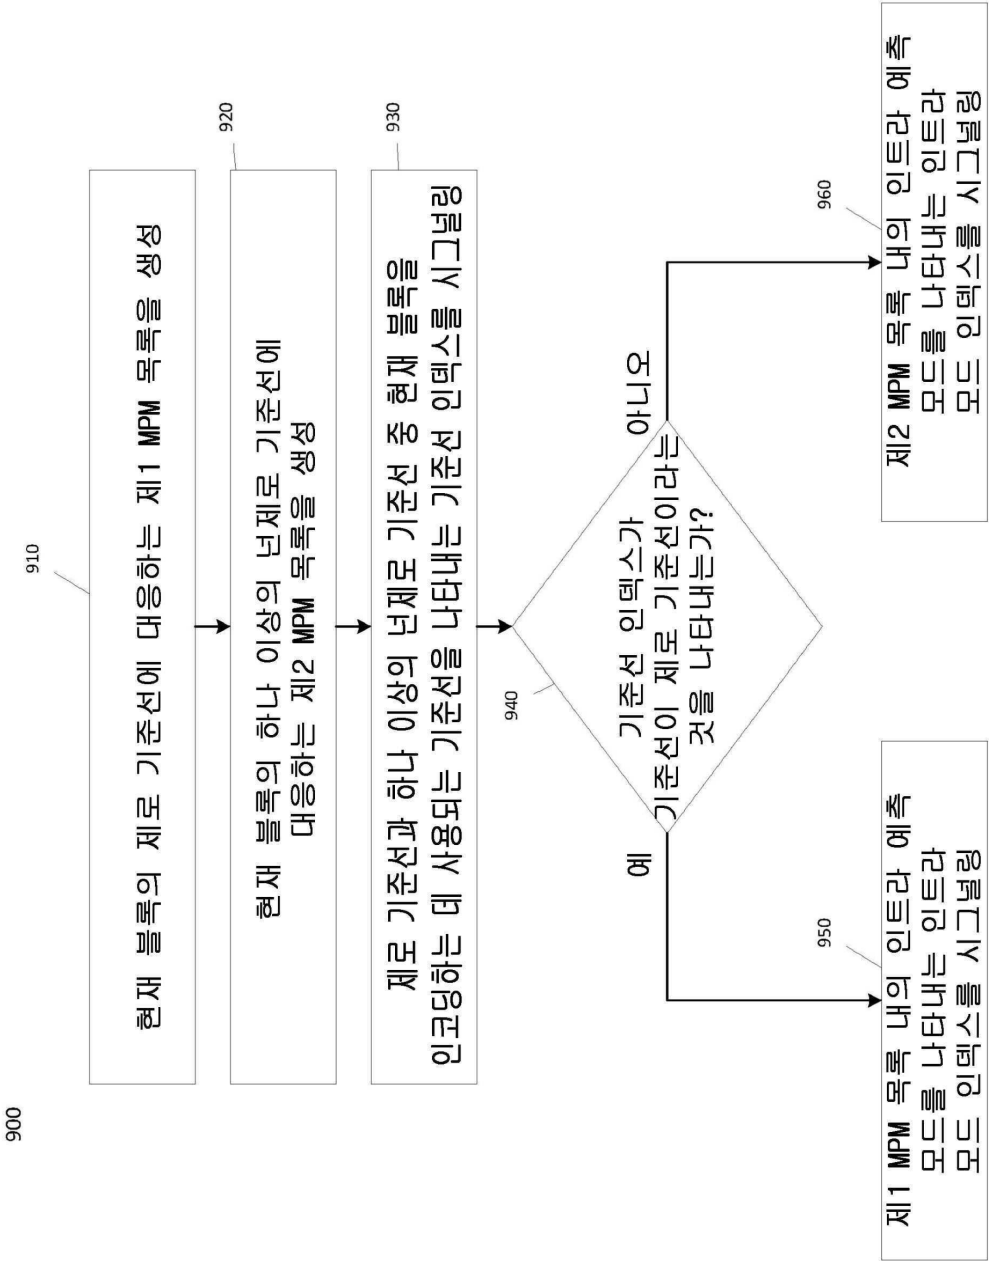 900
910
현재 블록의 제로 기준선에 대응하는 제1 MPM 목록을 생성
920
현재 블록의 하나 이상의 넌제로 기준선에
대응하는 제2 MPM 목록을 생성
930
제로 기준선과 하나 이상의 넌제로 기준선 중 현재 블록을
인코딩하는 데 사용되는 기준선을 나타내는 기준선 인덱스를 시그널링
940
기준선 인덱스가
기준선이 제로 기준선이라는
것을 나타내는가?
예
아니오
950
제1 MPM 목록 내의 인트라 예측
모드를 나타내는 인트라
모드 인덱스를 시그널링
960
제2 MPM 목록 내의 인트라 예측
모드를 나타내는 인트라
모드 인덱스를 시그널링